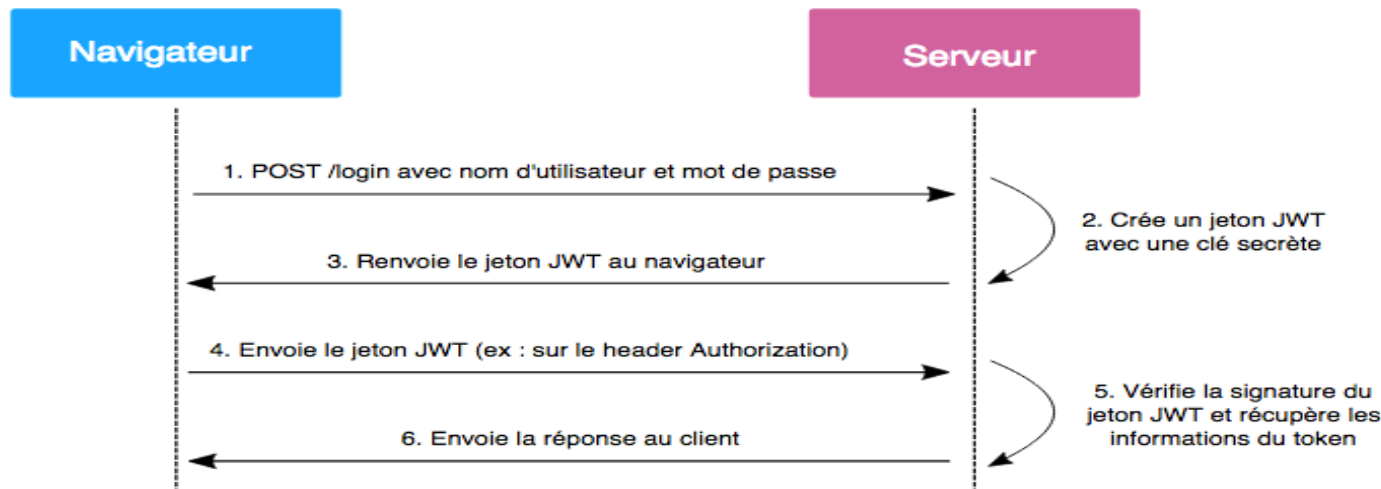 Navigateur
Serveur
1. POST /login avec nom d'utilisateur et mot de passe
2. Crée un jeton JWT
avec une clé secrète
3. Renvoie le jeton JWT au navigateur
4. Envoie le jeton JWT (ex : sur le header Authorization)
5. Vérifie la signature du
jeton JWT et récupère les
informations du token
6. Envoie la réponse au client